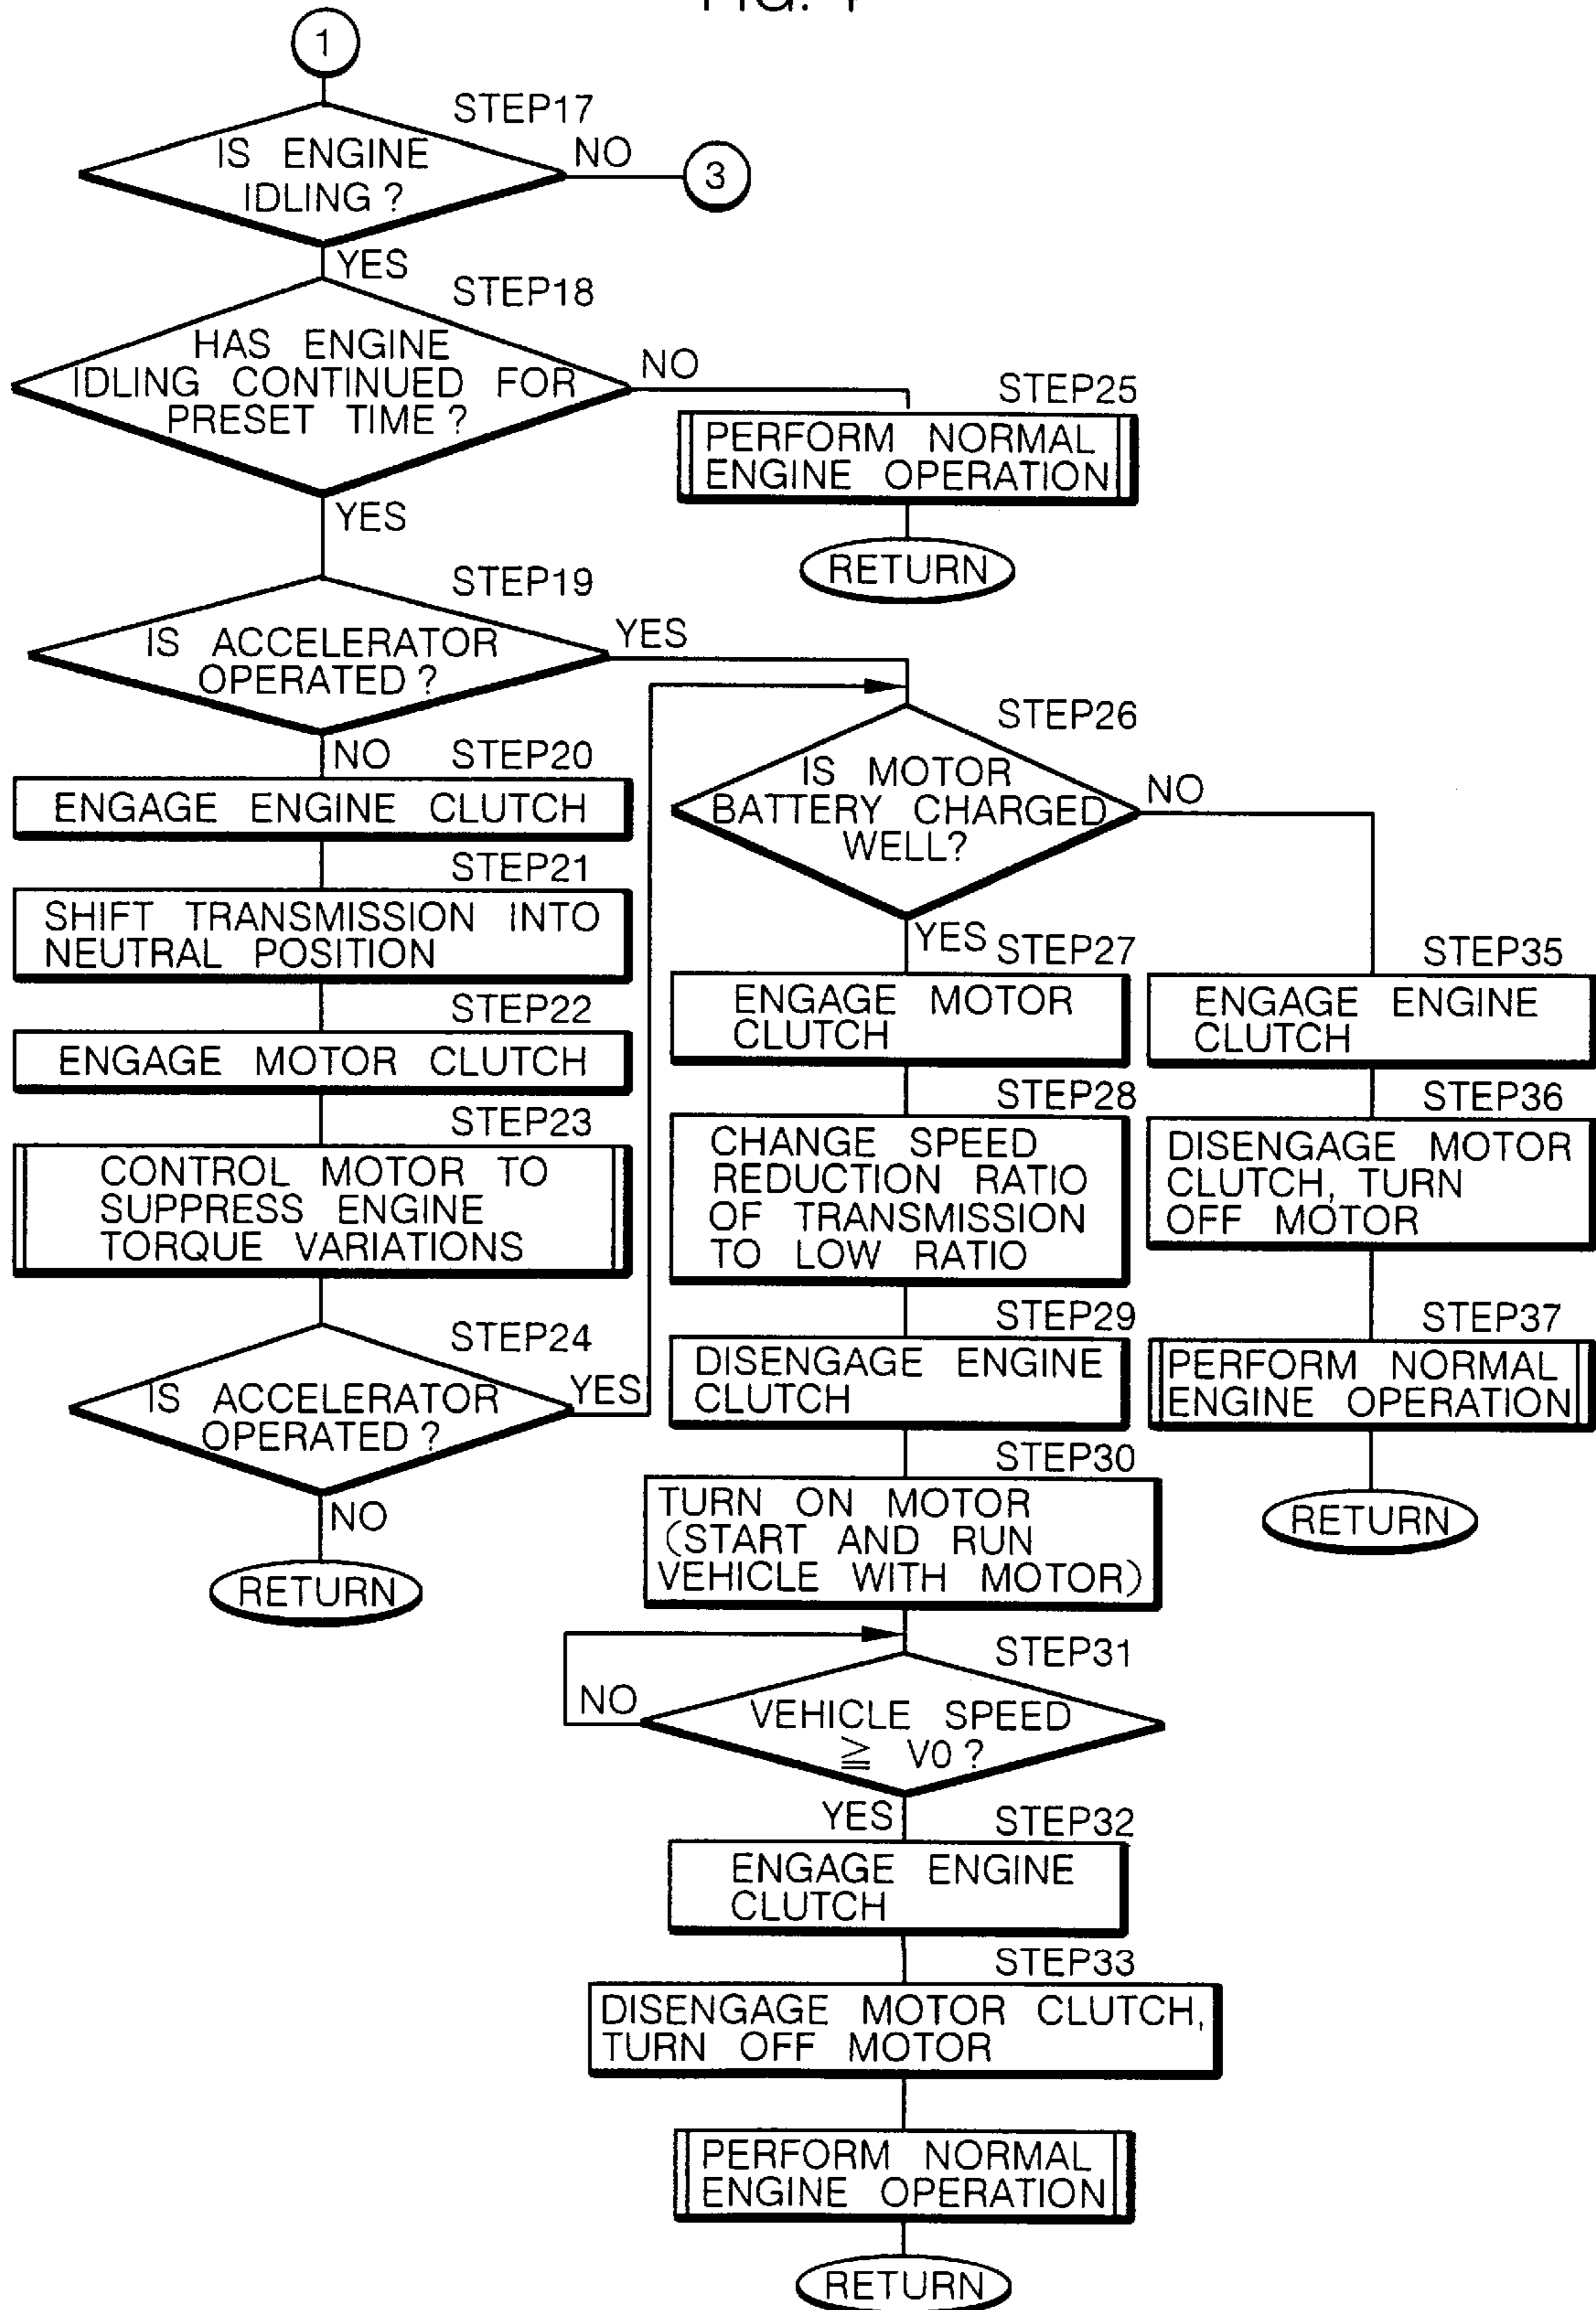 ①
STEP17
IS ENGINE
IDLING ?
NO
③
YES
STEP18
HAS ENGINE
IDLING CONTINUED FOR
PRESET TIME ?
NO
STEP25
PERFORM NORMAL
ENGINE OPERATION
RETURN
YES
STEP19
IS ACCELERATOR
OPERATED ?
YES
NO
STEP20
ENGAGE ENGINE CLUTCH
STEP21
SHIFT TRANSMISSION INTO
NEUTRAL POSITION
STEP22
ENGAGE MOTOR CLUTCH
STEP23
CONTROL MOTOR TO
SUPPRESS ENGINE
TORQUE VARIATIONS
STEP24
IS ACCELERATOR
OPERATED ?
YES
NO
RETURN
STEP26
IS MOTOR
BATTERY CHARGED
WELL?
NO
YES
STEP27
ENGAGE MOTOR
CLUTCH
STEP28
CHANGE SPEED
REDUCTION RATIO
OF TRANSMISSION
TO LOW RATIO
STEP29
DISENGAGE ENGINE
CLUTCH
STEP30
TURN ON MOTOR
(START AND RUN
VEHICLE WITH MOTOR)
STEP31
NO
VEHICLE SPEED
≧ V0 ?
YES
STEP32
ENGAGE ENGINE
CLUTCH
STEP33
DISENGAGE MOTOR CLUTCH,
TURN OFF MOTOR
PERFORM NORMAL
ENGINE OPERATION
RETURN
STEP35
ENGAGE ENGINE
CLUTCH
STEP36
DISENGAGE MOTOR
CLUTCH, TURN
OFF MOTOR
STEP37
PERFORM NORMAL
ENGINE OPERATION
RETURN